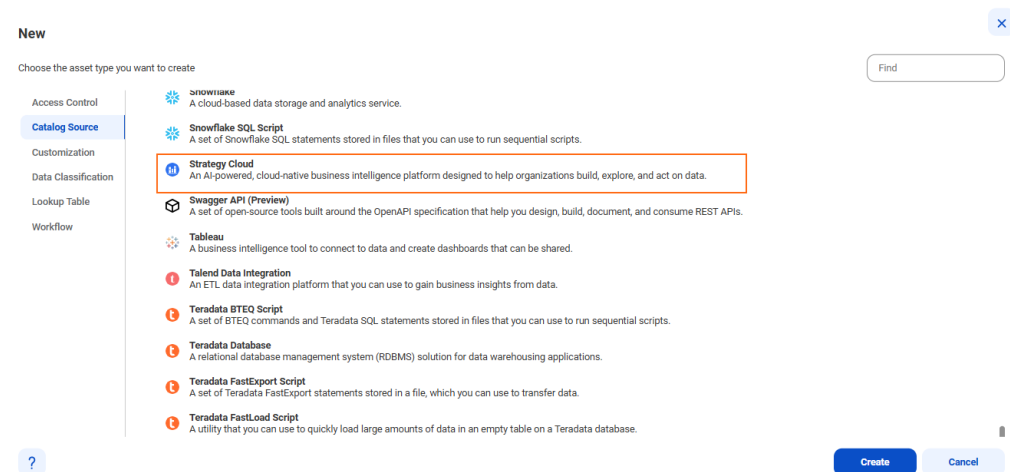 New
Choose the asset type you want to create
Find
Access Control
Catalog Source
Customization
Data Classification
Lookup Table
Workflow
Snowflake
A cloud-based data storage and analytics service.
Snowflake SQL Script
A set of Snowflake SQL statements stored in files that you can use to run sequential scripts.
Strategy Cloud
An AI-powered, cloud-native business intelligence platform designed to help organizations build, explore, and act on data.
Swagger API (Preview)
A set of open-source tools built around the OpenAPI specification that help you design, build, document, and consume REST APIs.
Tableau
A business intelligence tool to connect to data and create dashboards that can be shared.
Talend Data Integration
An ETL data integration platform that you can use to gain business insights from data.
Teradata BTEQ Script
A set of BTEQ commands and Teradata SQL statements stored in files that you can use to run sequential scripts.
Teradata Database
A relational database management system (RDBMS) solution for data warehousing applications.
Teradata FastExport Script
A set of Teradata FastExport statements stored in a file, which you can use to transfer data.
Teradata FastLoad Script
A utility that you can use to quickly load large amounts of data in an empty table on a Teradata database.
?
Create
Cancel